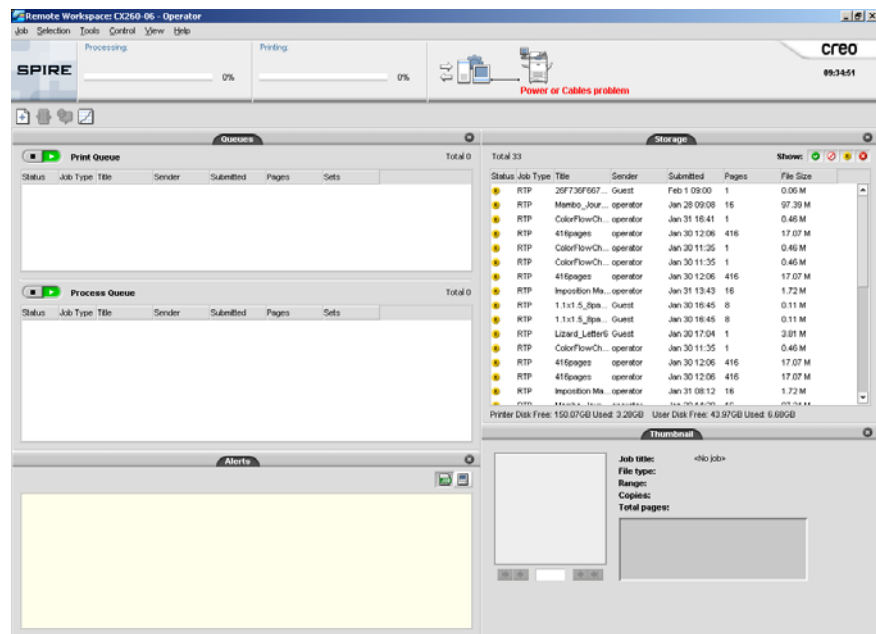 Remote Workspace: CX260-06 - Operator
Job Selection Tools Control View Help
Processing:
0%
Printing:
0%
SPIRE
Power or Cables problem
creo
09:34:51
Queues
Print Queue
Total 0
Status Job Type Title Sender Submitted Pages Sets
Process Queue
Total 0
Status Job Type Title Sender Submitted Pages Sets
Alerts
Storage
Total 33
Show:
Status Job Type Title Sender Submitted Pages File Size
RTP 26F736F667... Guest Feb 1 09:00 1 0.06 M
RTP Mambo_Jour... operator Jan 28 09:08 16 97.39 M
RTP ColorFlowCh... operator Jan 31 16:41 1 0.46 M
RTP 416pages operator Jan 30 12:06 416 17.07 M
RTP ColorFlowCh... operator Jan 20 11:35 1 0.46 M
RTP ColorFlowCh... operator Jan 30 11:35 1 0.46 M
RTP 416pages operator Jan 30 12:06 416 17.07 M
RTP Imposition Ma... operator Jan 31 13:43 16 1.72 M
RTP 1.1x1.5_8pa... Guest Jan 30 16:45 8 0.11 M
RTP 1.1x1.5_8pa... Guest Jan 30 16:45 8 0.11 M
RTP Lizard_Letter6 Guest Jan 30 17:04 1 3.81 M
RTP ColorFlowCh... operator Jan 30 11:35 1 0.46 M
RTP 416pages operator Jan 30 12:06 416 17.07 M
RTP 416pages operator Jan 30 12:06 416 17.07 M
RTP Imposition Ma... operator Jan 31 08:12 16 1.72 M
Printer Disk Free: 150.07GB Used: 3.28GB User Disk Free: 43.97GB Used: 6.68GB
Thumbnail
Job title: <No job>
File type:
Range:
Copies:
Total pages: